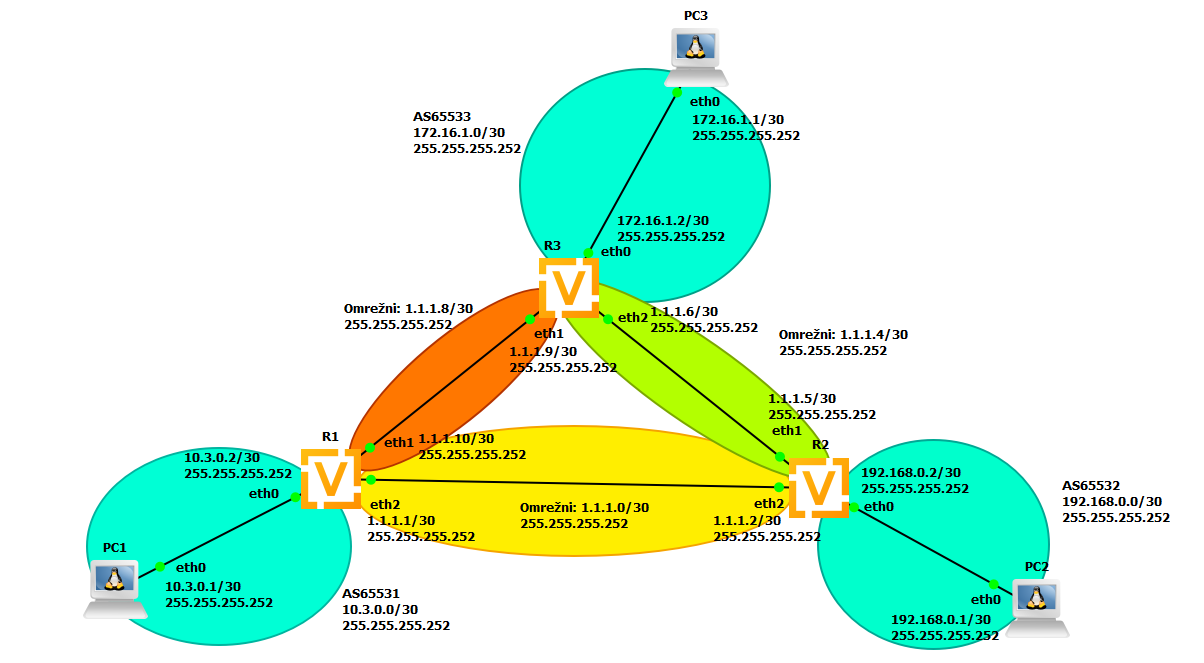 PC3
eth0
172.16.1.1/30
255.255.255.252
AS65533
172.16.1.0/30
255.255.255.252
172.16.1.2/30
255.255.255.252
R3
eth0
V
Omrežni: 1.1.1.8/30
255.255.255.252
eth1
1.1.1.9/30
255.255.255.252
eth2
1.1.1.6/30
255.255.255.252
Omrežni: 1.1.1.4/30
255.255.255.252
1.1.1.5/30
255.255.255.252
eth1
R2
R1
eth1
1.1.1.10/30
255.255.255.252
10.3.0.2/30
255.255.255.252
eth0
V
V
192.168.0.2/30
255.255.255.252
eth0
AS65532
192.168.0.0/30
255.255.255.252
eth2
1.1.1.1/30
255.255.255.252
Omrežni: 1.1.1.0/30
255.255.255.252
eth2
1.1.1.2/30
255.255.255.252
PC1
eth0
10.3.0.1/30
255.255.255.252
AS65531
10.3.0.0/30
255.255.255.252
PC2
eth0
192.168.0.1/30
255.255.255.252